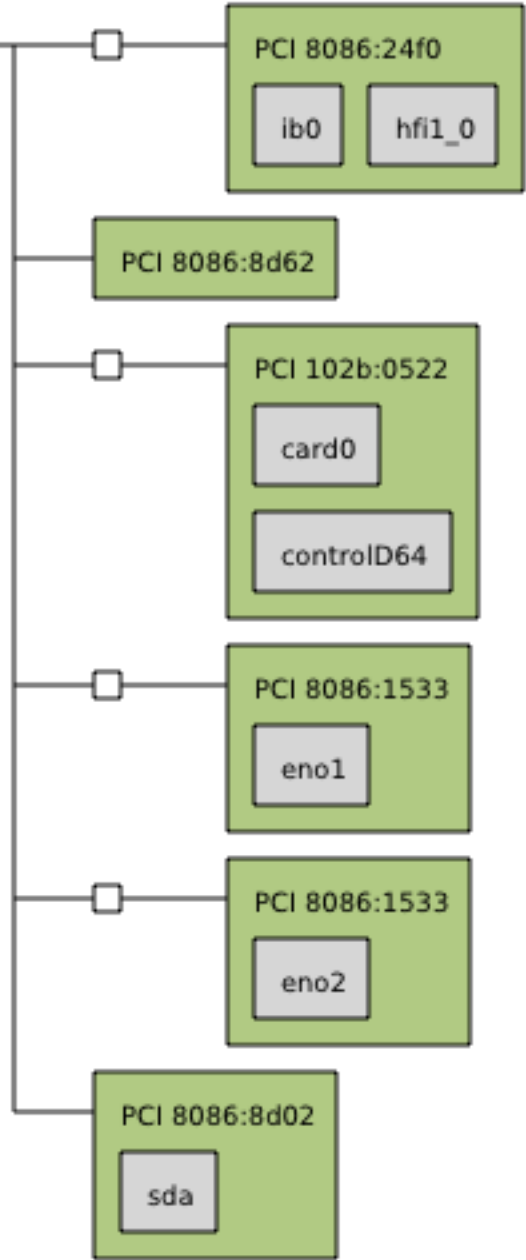 PCI 8086:24f0
ib0 hfi1_0
PCI 8086:8d62
PCI 102b:0522
card0
controlD64
PCI 8086:1533
eno1
PCI 8086:1533
eno2
PCI 8086:8d02
sda